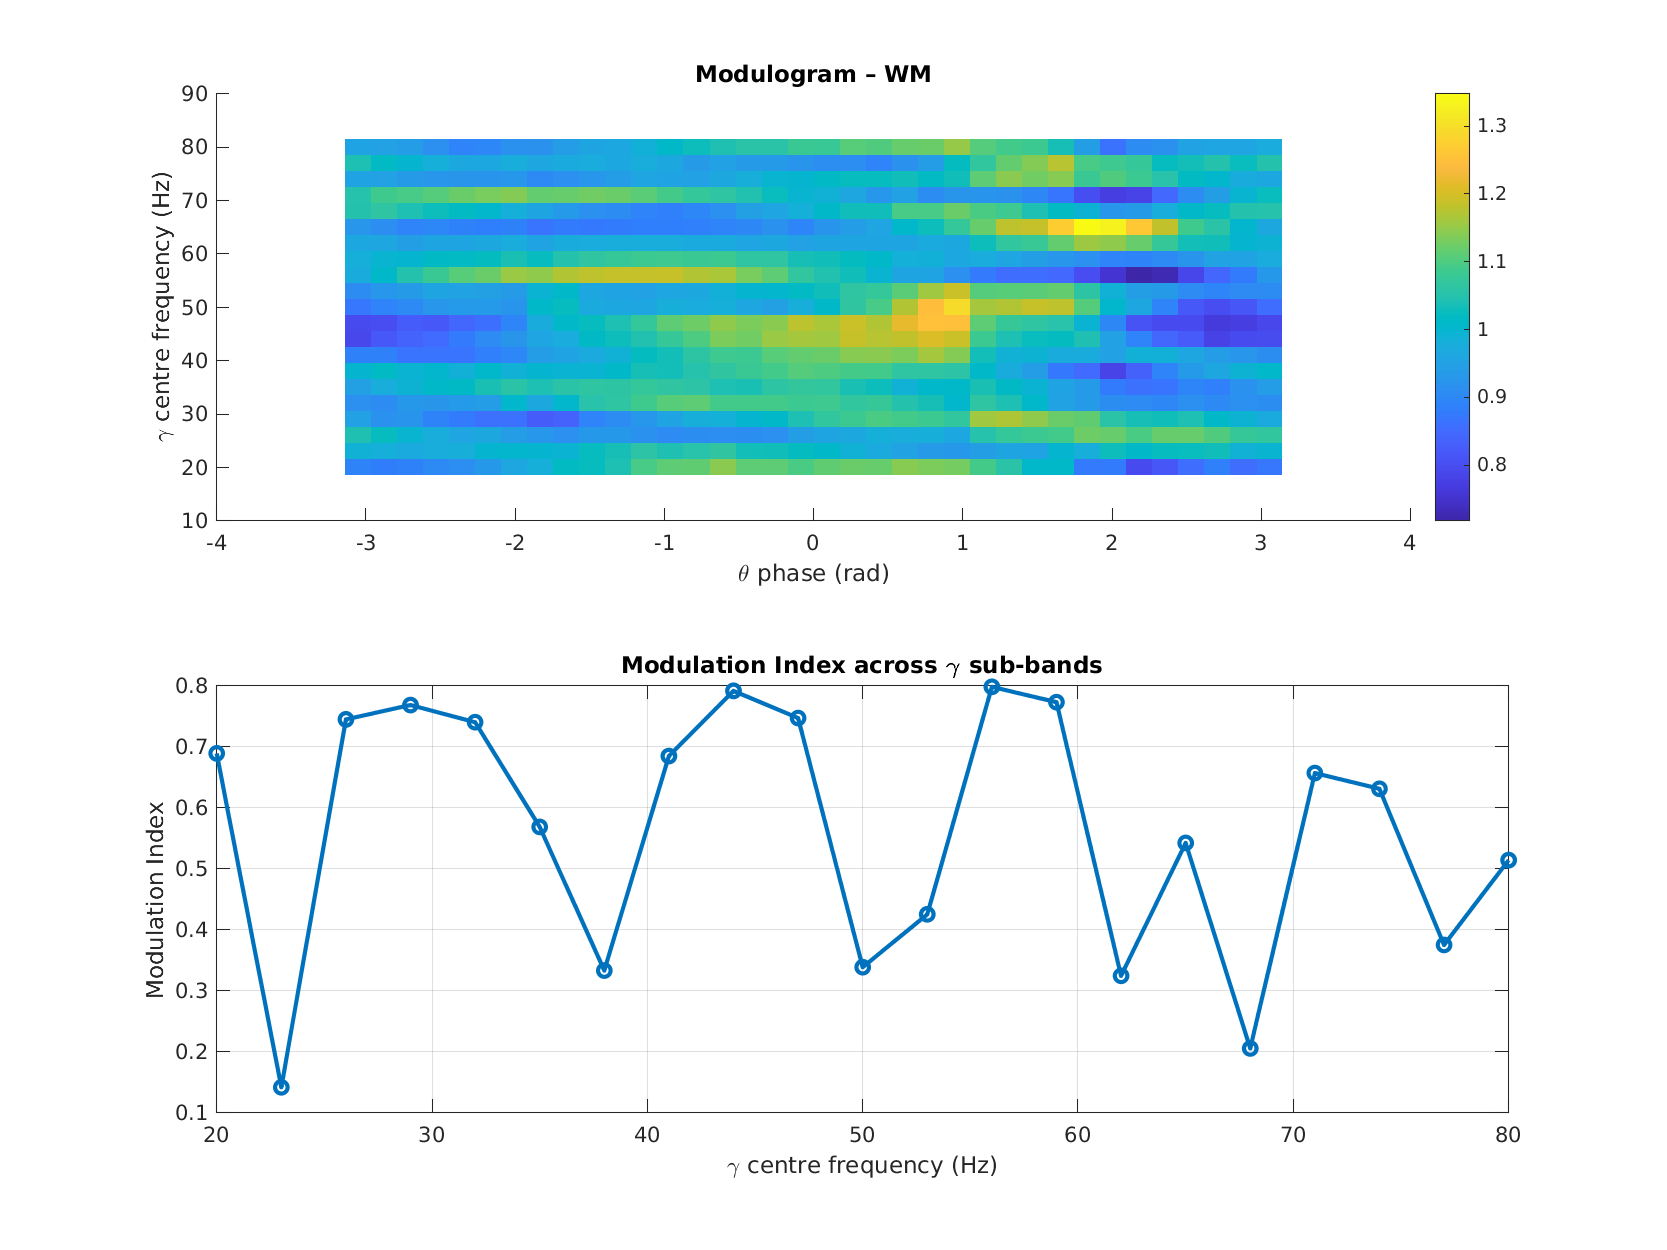 Modulogram – WM
γ centre frequency (Hz)
90
80
70
60
50
40
30
20
10
-4 -3 -2 -1 0 1 2 3 4
θ phase (rad)
1.3
1.2
1.1
1
0.9
0.8
Modulation Index across γ sub-bands
Modulation Index
0.8
0.7
0.6
0.5
0.4
0.3
0.2
0.1
20 30 40 50 60 70 80
γ centre frequency (Hz)